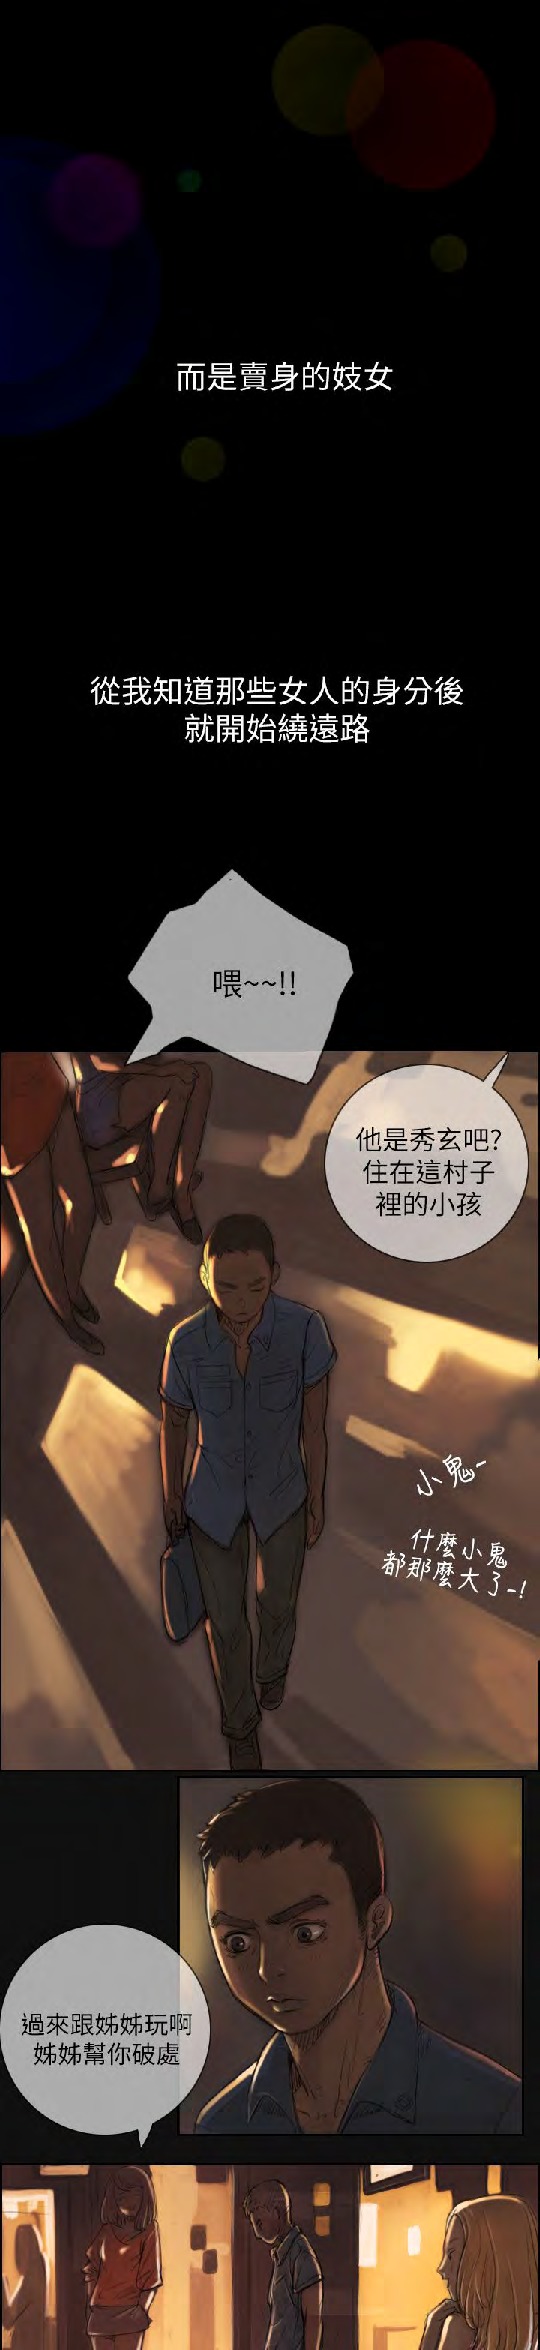 而是賣身的妓女
從我知道那些女人的身分後
就開始繞遠路
喂~~!!
他是秀玄吧?
住在這村子
裡的小孩
小鬼~
什麼小鬼
都那麼大了~!
過來跟姊姊玩啊
姊姊幫你破處